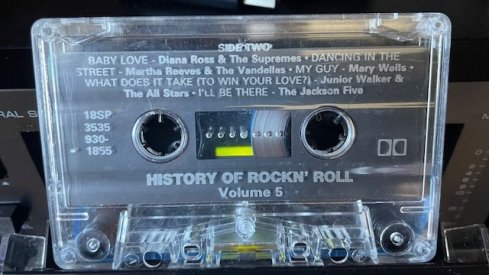 SIDE TWO
BABY LOVE - Diana Ross & The Supremes • DANCING IN THE
STREET - Martha Reeves & The Vandellas • MY GUY - Mary Wells •
WHAT DOES IT TAKE (TO WIN YOUR LOVE?) - Junior Walker &
The All Stars • I'LL BE THERE - The Jackson Five
18SP
3535
930-
1855
HISTORY OF ROCKN' ROLL
Volume 5